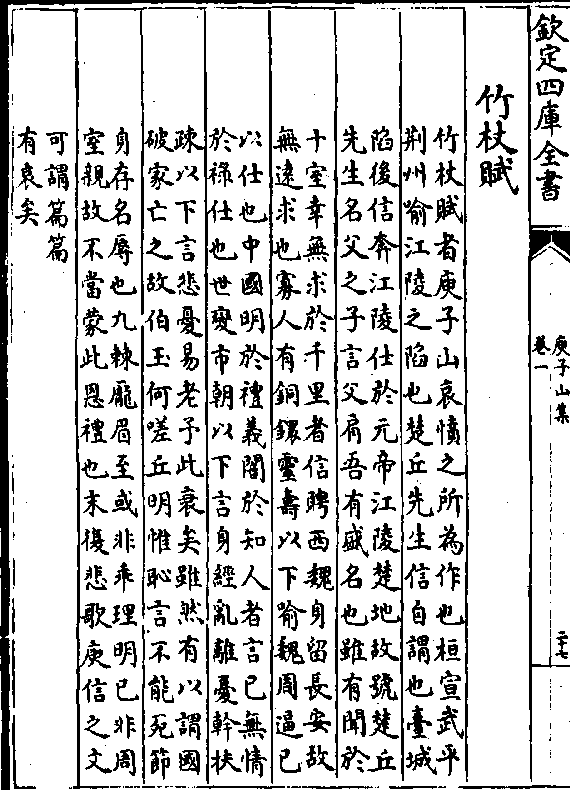 欽定四庫全書
庾子山集
卷一
二十七
竹杖賦
竹杖賦者庾子山哀憤之所為作也桓宣武平
荆州喻江陵之陷也楚丘先生信自謂也臺城
陷後信奔江陵仕於元帝江陵楚地故號楚丘
先生名父之子言父肩吾有盛名也雖有聞於
十室幸無求於千里者信聘西魏身留長安故
無遠求也寡人有銅鐶靈壽以下喻魏周逼已
以仕也中國明於禮義闇於知人者言已無情
於祿仕也世變市朝以下言身經亂離憂幹扶
疎以下言悲憂易老予此衰矣雖然有以謂國
破家亡之故伯玉何嗟丘明惟恥言不能死節
身存名辱也九棘龎眉至或非乖理明已非周
室親故不當蒙此恩禮也末復悲歌庾信之文
可謂篇篇
有哀矣